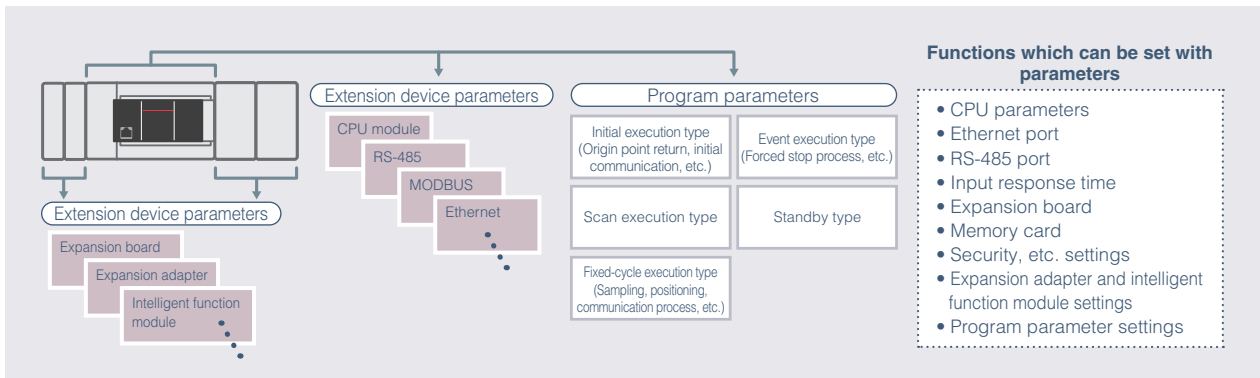 Extension device parameters
Expansion board
Expansion adapter
Intelligent function
module
Extension device parameters
CPU module
RS-485
MODBUS
Ethernet
Program parameters
Initial execution type
(Origin point return, initial
communication, etc.)
Event execution type
(Forced stop process, etc.)
Scan execution type
Standby type
Fixed-cycle execution type
(Sampling, positioning,
communication process, etc.)
Functions which can be set with
parameters
• CPU parameters
• Ethernet port
• RS-485 port
• Input response time
• Expansion board
• Memory card
• Security, etc. settings
• Expansion adapter and intelligent
function module settings
• Program parameter settings